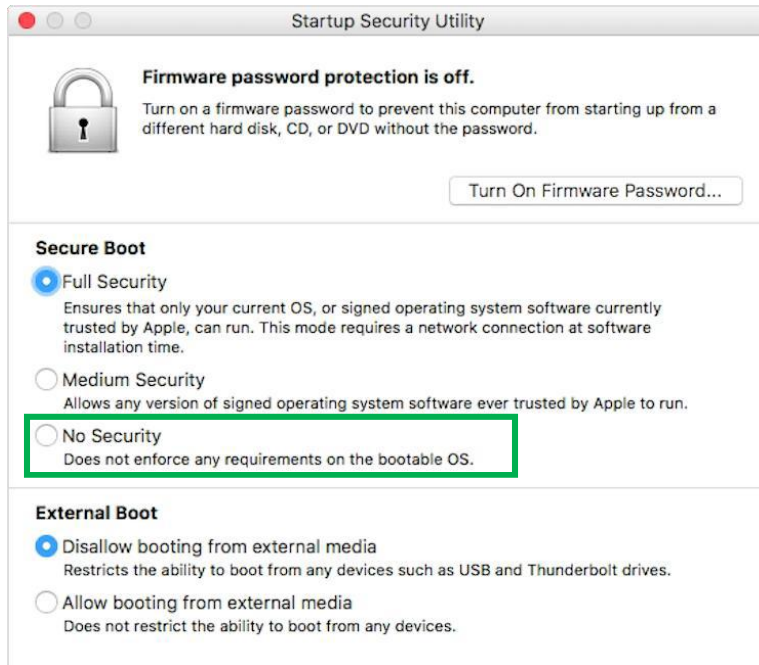 Startup Security Utility
Firmware password protection is off.
Turn on a firmware password to prevent this computer from starting up from a
different hard disk, CD, or DVD without the password.
Turn On Firmware Password...
Secure Boot
Full Security
Ensures that only your current OS, or signed operating system software currently
trusted by Apple, can run. This mode requires a network connection at software
installation time.
Medium Security
Allows any version of signed operating system software ever trusted by Apple to run.
No Security
Does not enforce any requirements on the bootable OS.
External Boot
Disallow booting from external media
Restricts the ability to boot from any devices such as USB and Thunderbolt drives.
Allow booting from external media
Does not restrict the ability to boot from any devices.